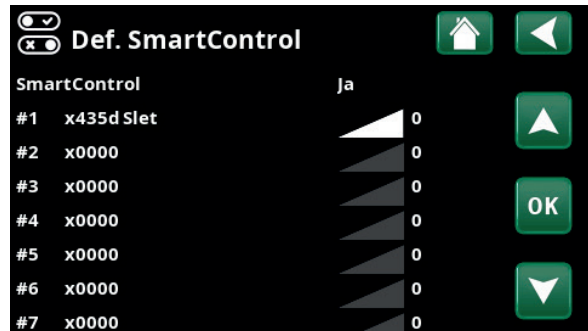 Def. SmartControl
SmartControl Ja
#1 x435d Slet 0
#2 x0000 0
#3 x0000 0
#4 x0000 0
OK
#5 x0000 0
#6 x0000 0
#7 x0000 0